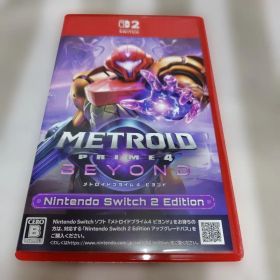 2
METROID
PRIME 4
BEYOND
メトロイドプライム4 ビヨンド
Nintendo Switch 2 Edition
CERO
B
Nintendo Switch ソフト『メトロイドプライム4 ビヨンド』をお持ちの
方は、対応する「Nintendo Switch 2 Edition アップグレードパス」を
ご購入ください。